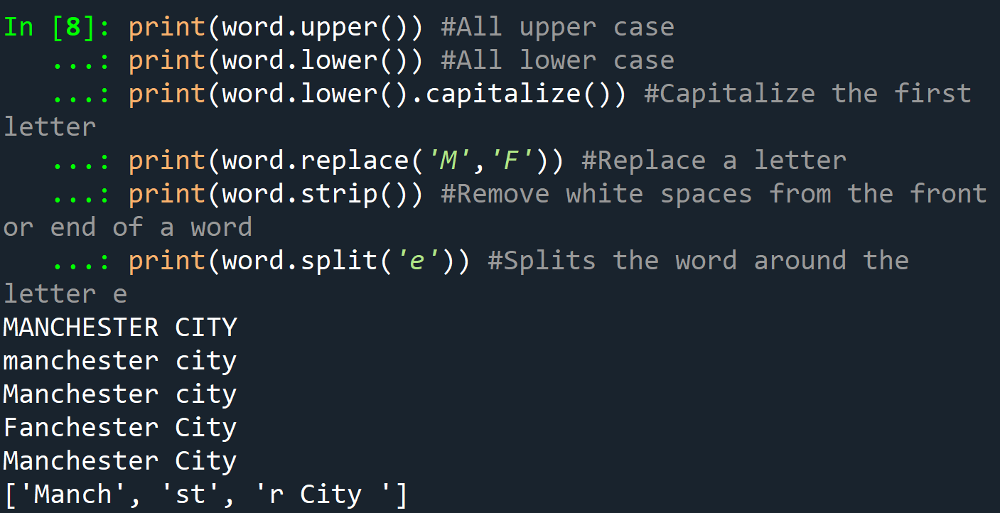 In [8]: print(word.upper()) #All upper case
   ...: print(word.lower()) #All lower case
   ...: print(word.lower().capitalize()) #Capitalize the first
letter
   ...: print(word.replace('M','F')) #Replace a letter
   ...: print(word.strip()) #Remove white spaces from the front
or end of a word
   ...: print(word.split('e')) #Splits the word around the
letter e
MANCHESTER CITY
manchester city
Manchester city
Fanchester City
Manchester City
['Manch', 'st', 'r City ']